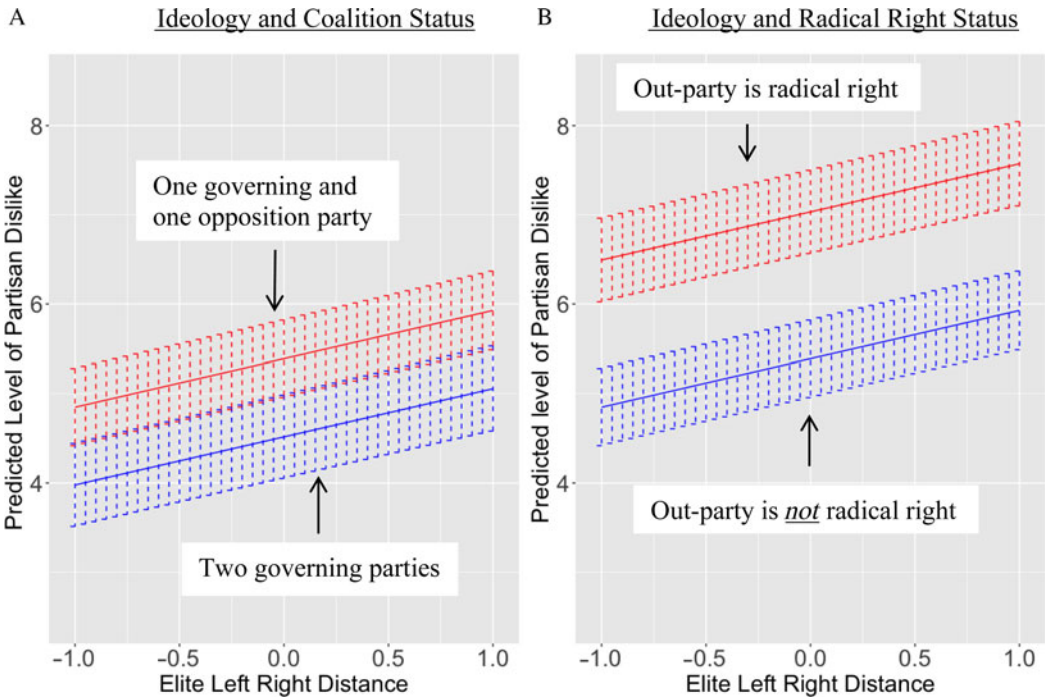 A
Ideology and Coalition Status
Predicted Level of Partisan Dislike
8
6
4
One governing and
one opposition party
Two governing parties
−1.0
−0.5
0.0
0.5
1.0
Elite Left Right Distance
B
Ideology and Radical Right Status
Predicted level of Partisan Dislike
8
6
4
Out-party is radical right
Out-party is not radical right
−1.0
−0.5
0.0
0.5
1.0
Elite Left Right Distance